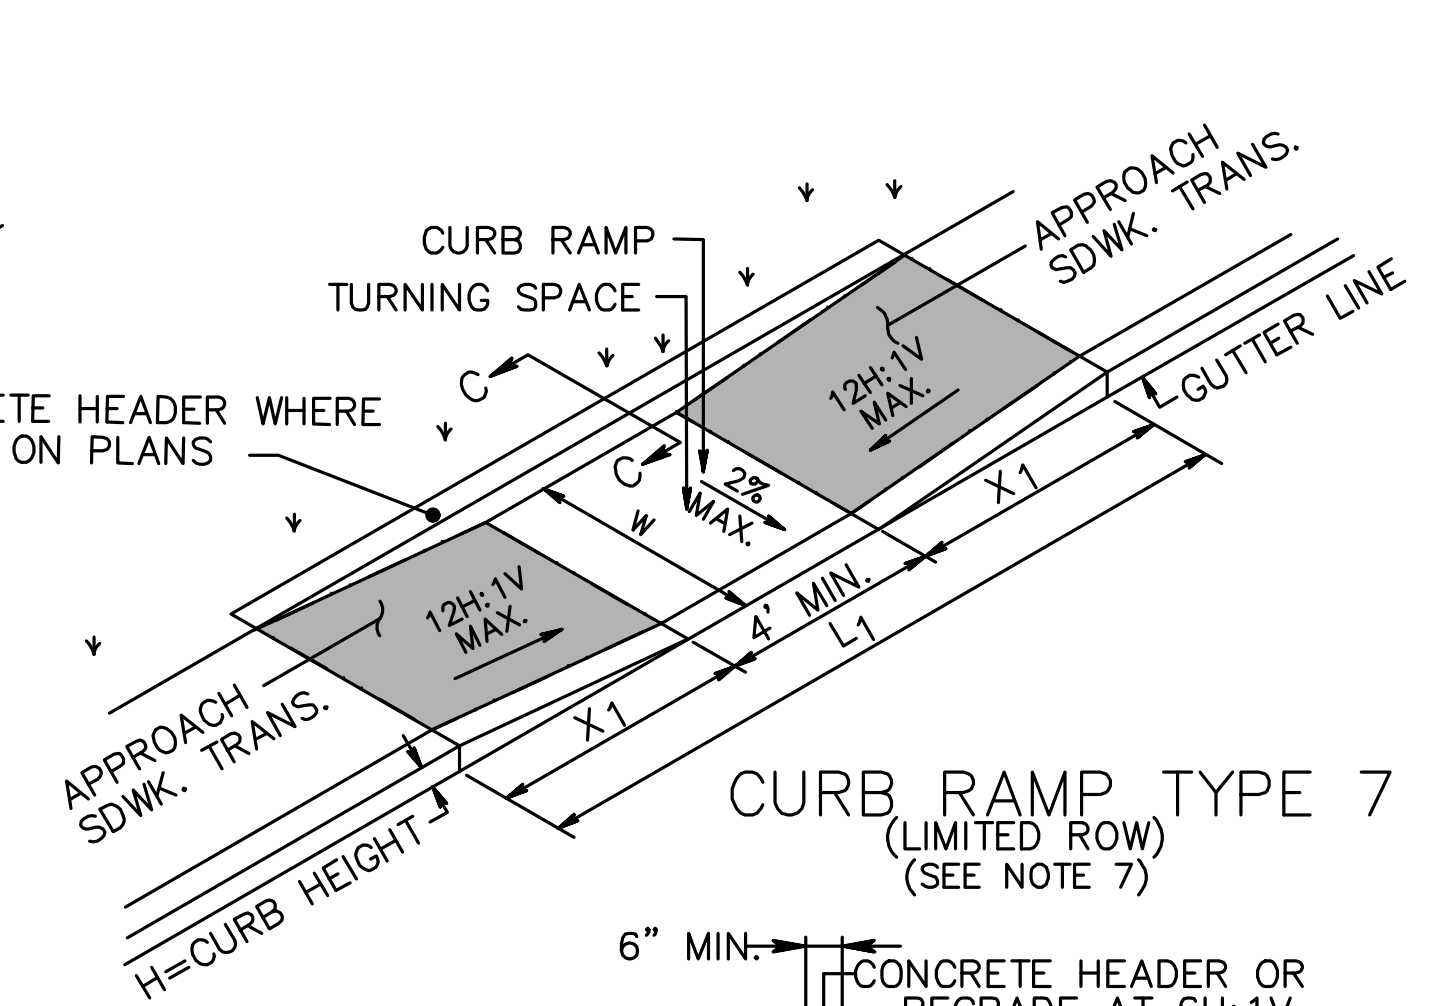 APPROACH
SDWK. TRANS.
CURB RAMP
TURNING SPACE
GUTTER LINE
C
12H:1V
MAX.
HEADER WHERE
ON PLANS
C
2%
MAX.
W
X1
12H:1V
MAX.
4' MIN.
L1
X1
APPROACH
SDWK. TRANS.
H=CURB HEIGHT
CURB RAMP TYPE 7
(LIMITED ROW)
(SEE NOTE 7)
6" MIN.
CONCRETE HEADER OR